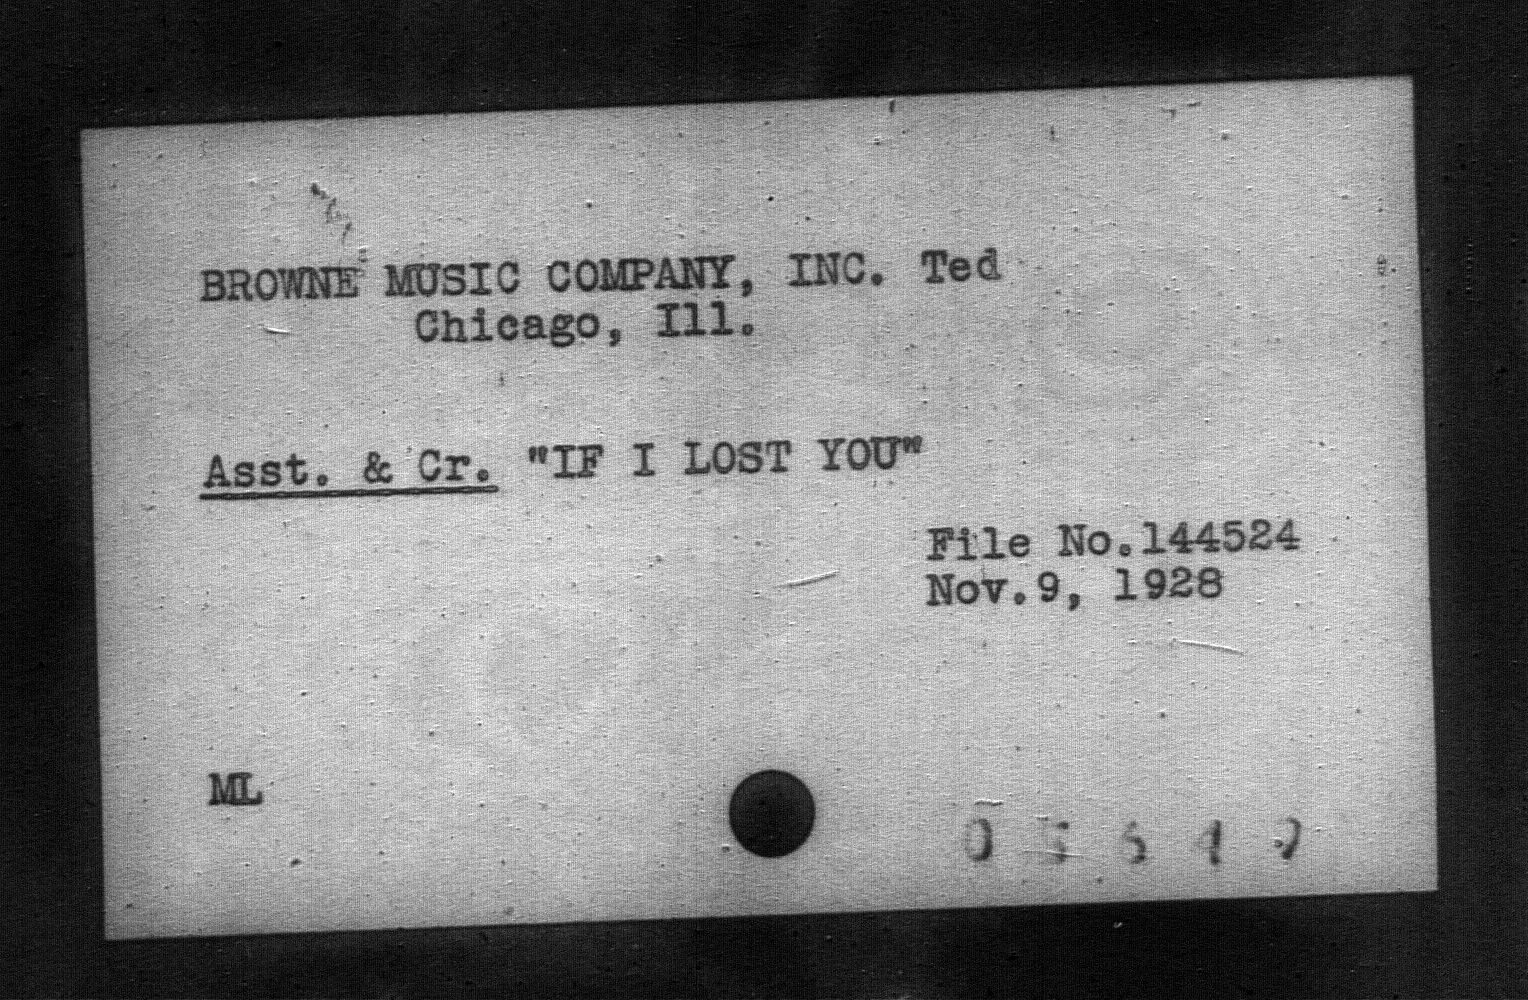 BROWNE MUSIC COMPANY, INC. Ted
Chicago, Ill.
Asst. & Cr. "IF I LOST YOU"
File No.144524
Nov.9, 1928
ML